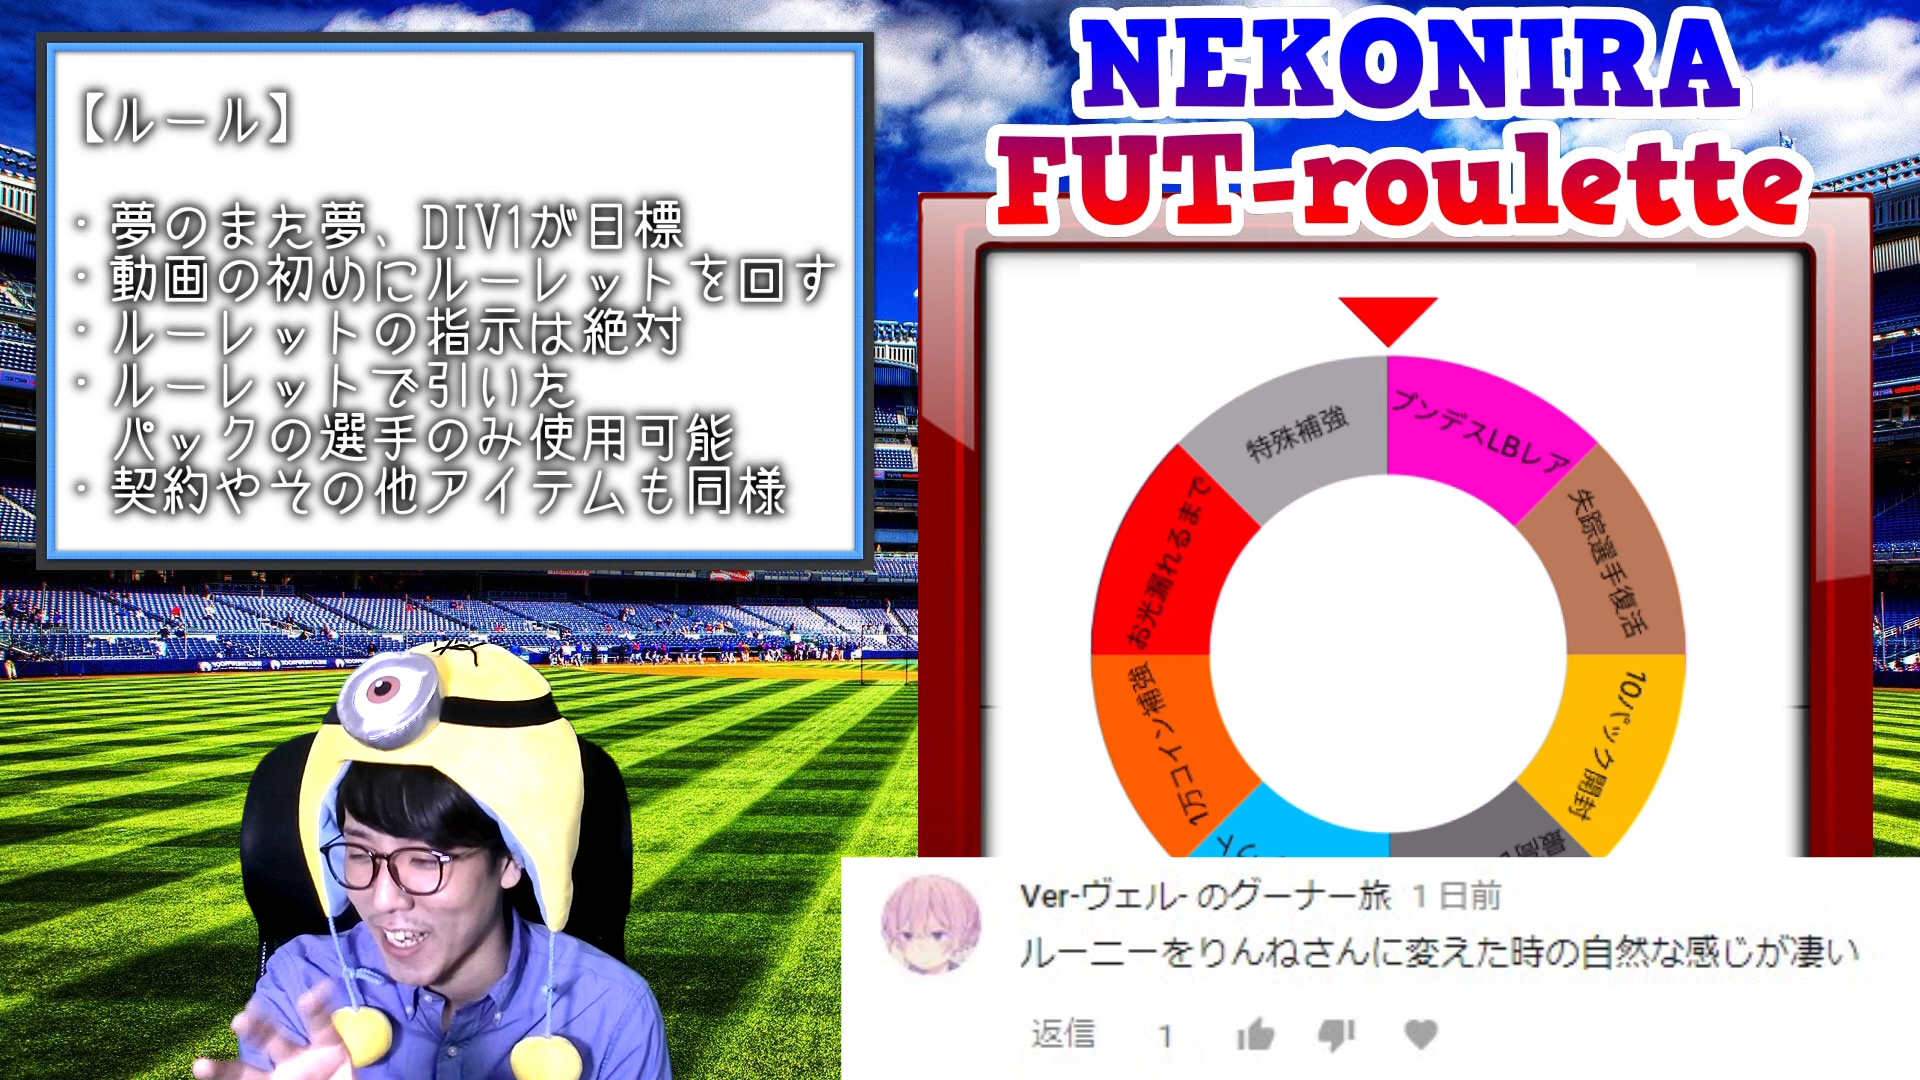 【ルール】
・夢のまた夢、DIV1が目標
・動画の初めにルーレットを回す
・ルーレットの指示は絶対
・ルーレットで引いた
パックの選手のみ使用可能
・契約やその他アイテムも同様
NEKONIRA
FUT-roulette
特殊補強
ブンデスLBレア
失踪選手復活
10パック開封
最高
1万コイン補強
お光漏れるまで
Ver-ヴェル- のグーナー旅 1 日前
ルーニーをりんねさんに変えた時の自然な感じが凄い
返信 1